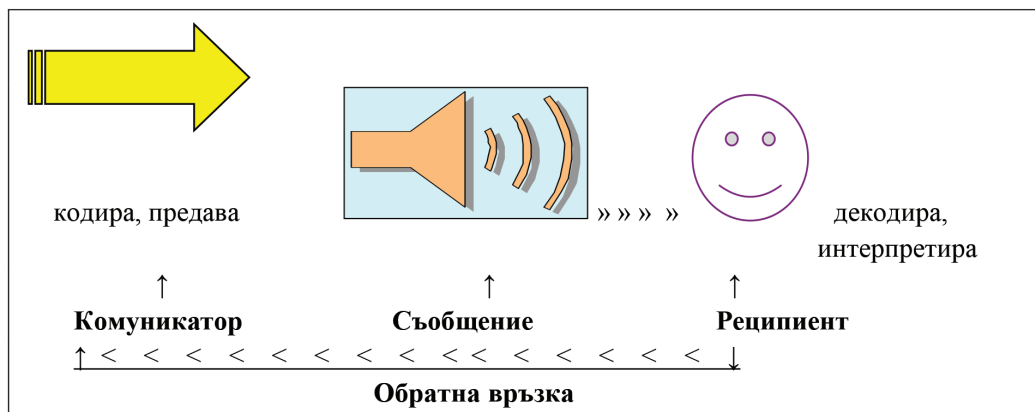 » » » »
кодира, предава
декодира,
интерпретира
↑ ↑ ↑
Комуникатор Съобщение Реципиент
↑ < < < < < < < < < < < < < < < ↓
Обратна връзка